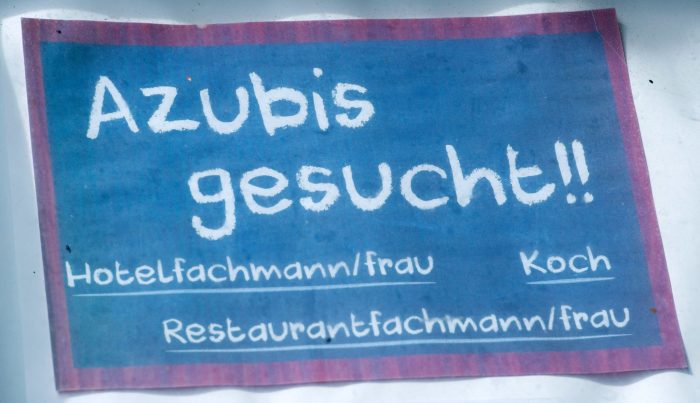 Azubis
gesucht!!
Hotelfachmann/frau Koch
Restaurantfachmann/frau